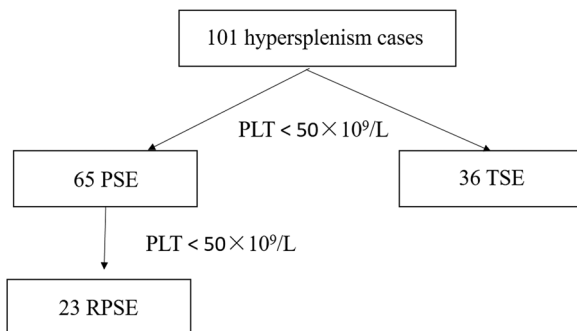 101 hypersplenism cases
PLT < 50×10⁹/L
65 PSE
36 TSE
PLT < 50×10⁹/L
23 RPSE